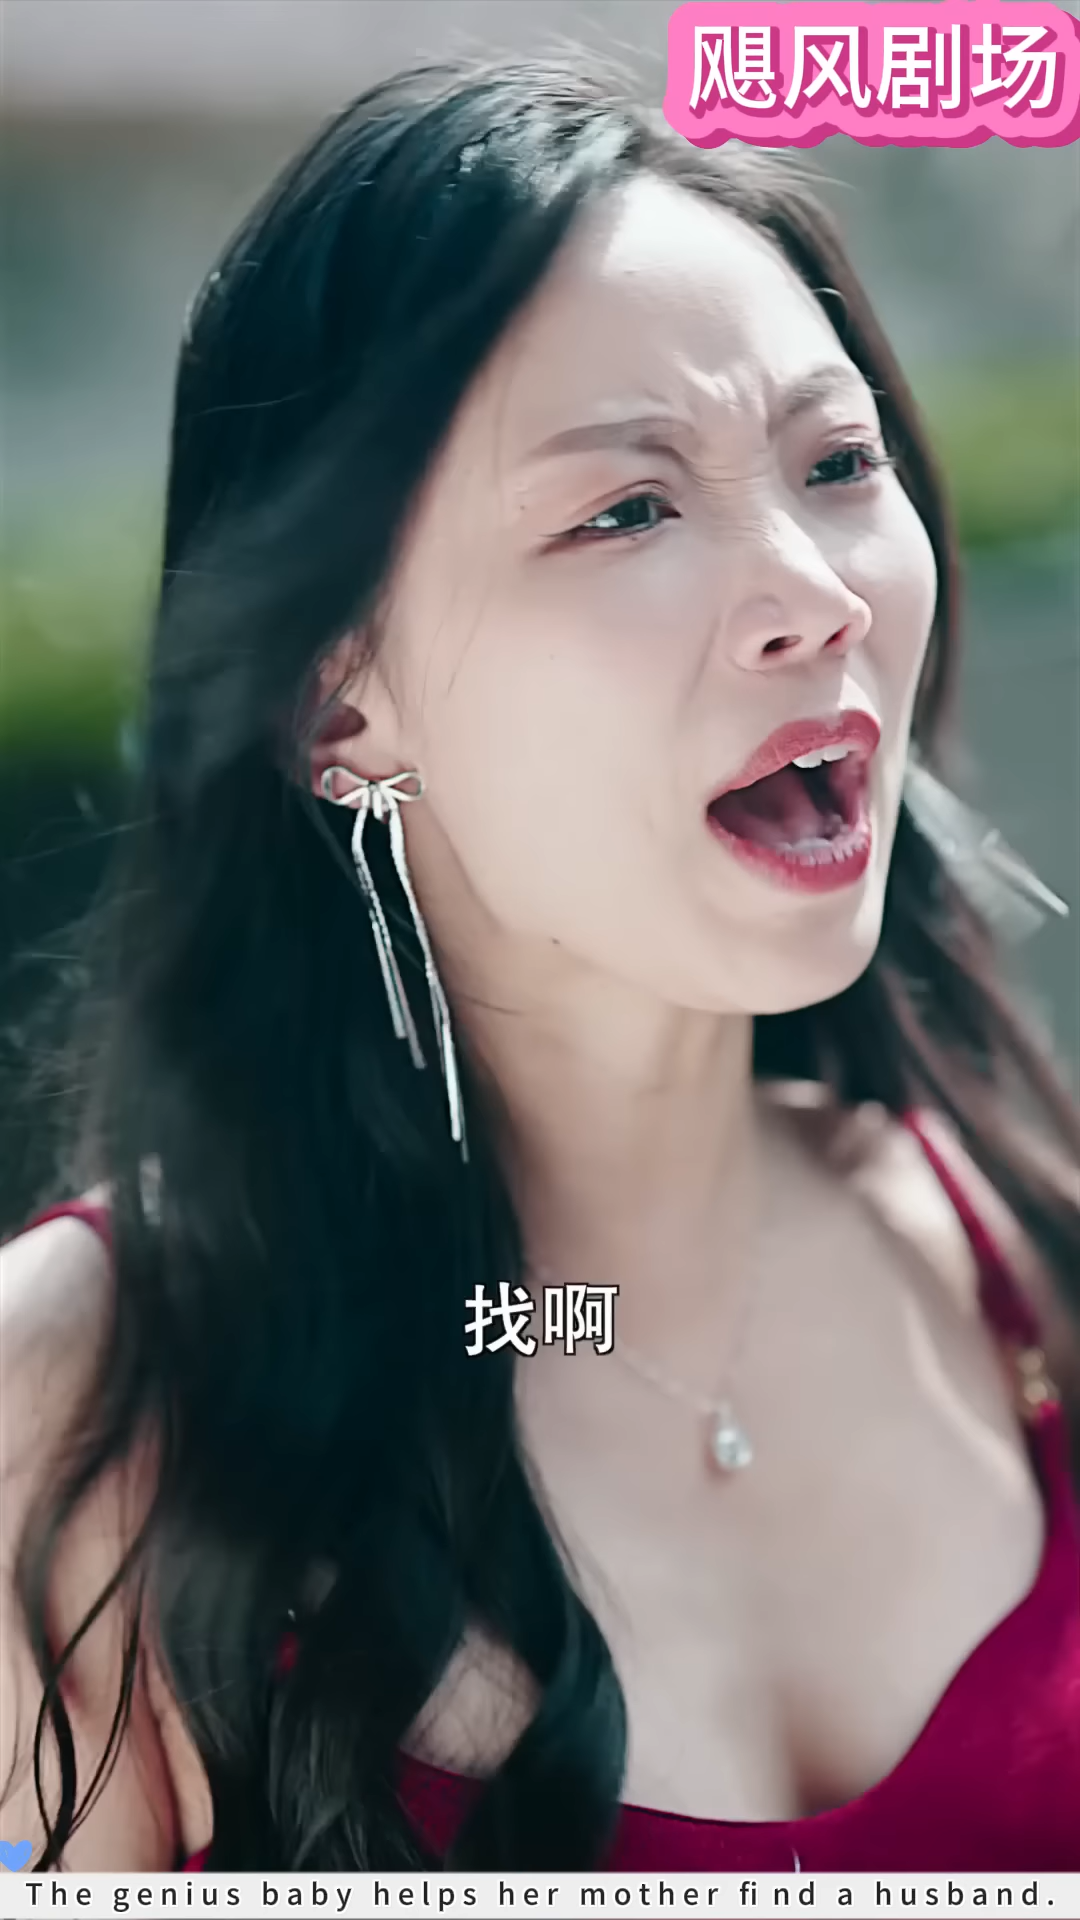 飓风剧场
找啊
The genius baby helps her mother find a husband.